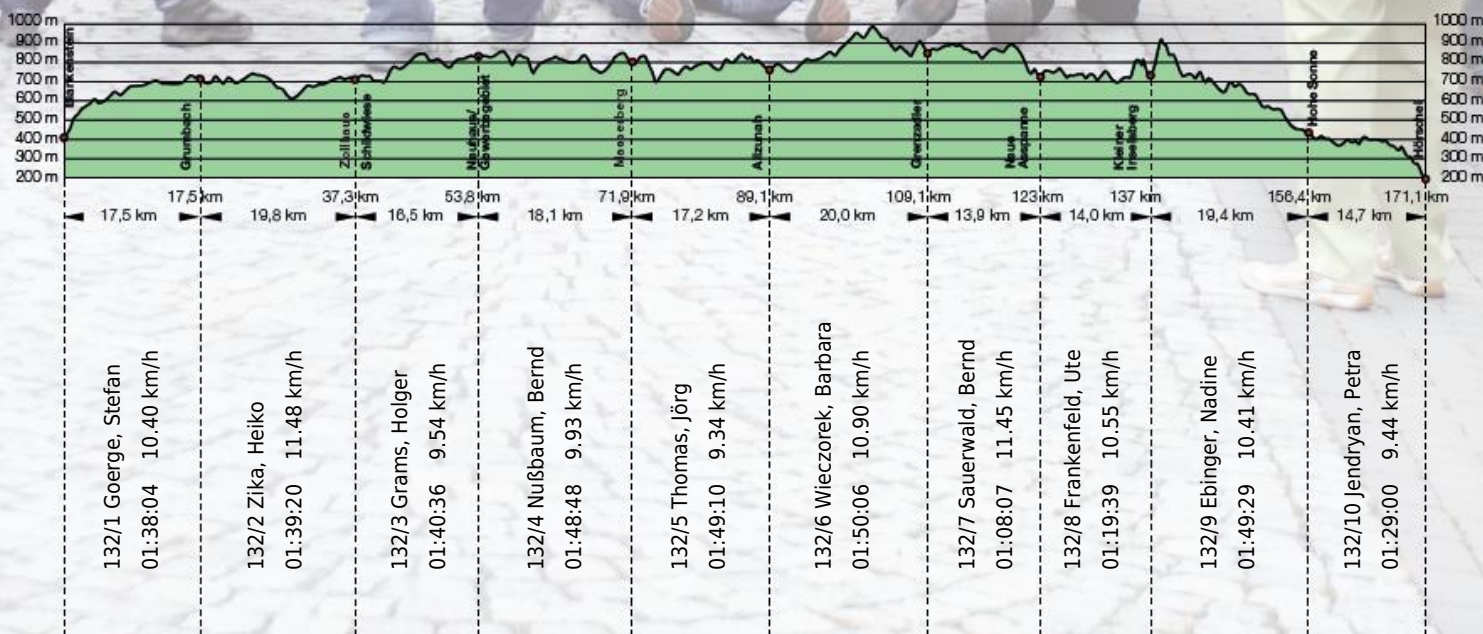 1000 m
900 m
800 m
700 m
600 m
500 m
400 m
300 m
200 m
1000 m
900 m
800 m
700 m
600 m
500 m
400 m
300 m
200 m
Blankenstein
Grumbach
Zollhaus
Schildwiese
Neuhaus/
Masserberg
Allzunah
Grenzadler
Neue
Ausspanne
Kleiner
Inselsberg
Hohe Sonne
Hörschel
17,5 km
37,3 km
53,8 km
71,9 km
89,1 km
109,1 km
123 km
137 km
156,4 km
171,1 km
17,5 km
19,8 km
16,5 km
18,1 km
17,2 km
20,0 km
13,9 km
14,0 km
19,4 km
14,7 km
132/1 Goerge, Stefan
01:38:04 10.40 km/h
132/2 Zika, Heiko
01:39:20 11.48 km/h
132/3 Grams, Holger
01:40:36 9.54 km/h
132/4 Nußbaum, Bernd
01:48:48 9.93 km/h
132/5 Thomas, Jörg
01:49:10 9.34 km/h
132/6 Wieczorek, Barbara
01:50:06 10.90 km/h
132/7 Sauerwald, Bernd
01:08:07 11.45 km/h
132/8 Frankenfeld, Ute
01:19:39 10.55 km/h
132/9 Ebinger, Nadine
01:49:29 10.41 km/h
132/10 Jendryan, Petra
01:29:00 9.44 km/h